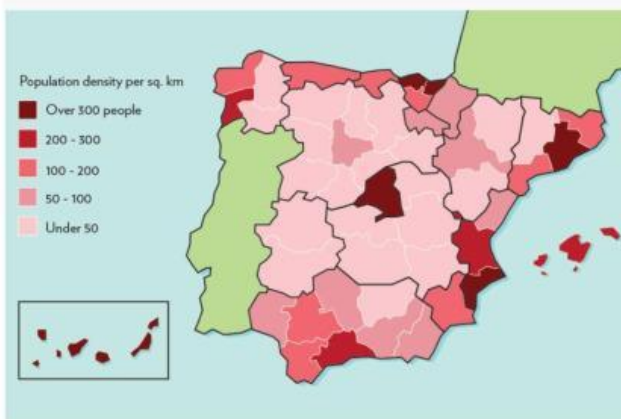 Population density per sq. km
Over 300 people
200 - 300
100 - 200
50 - 100
Under 50